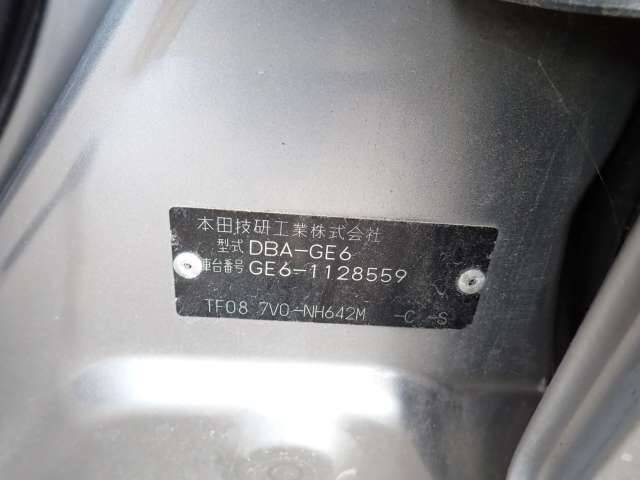 本田技研工業株式会社
型式 DBA-GE6
車台番号 GE6-1128559
TF08 7V0-NH642M -C -S